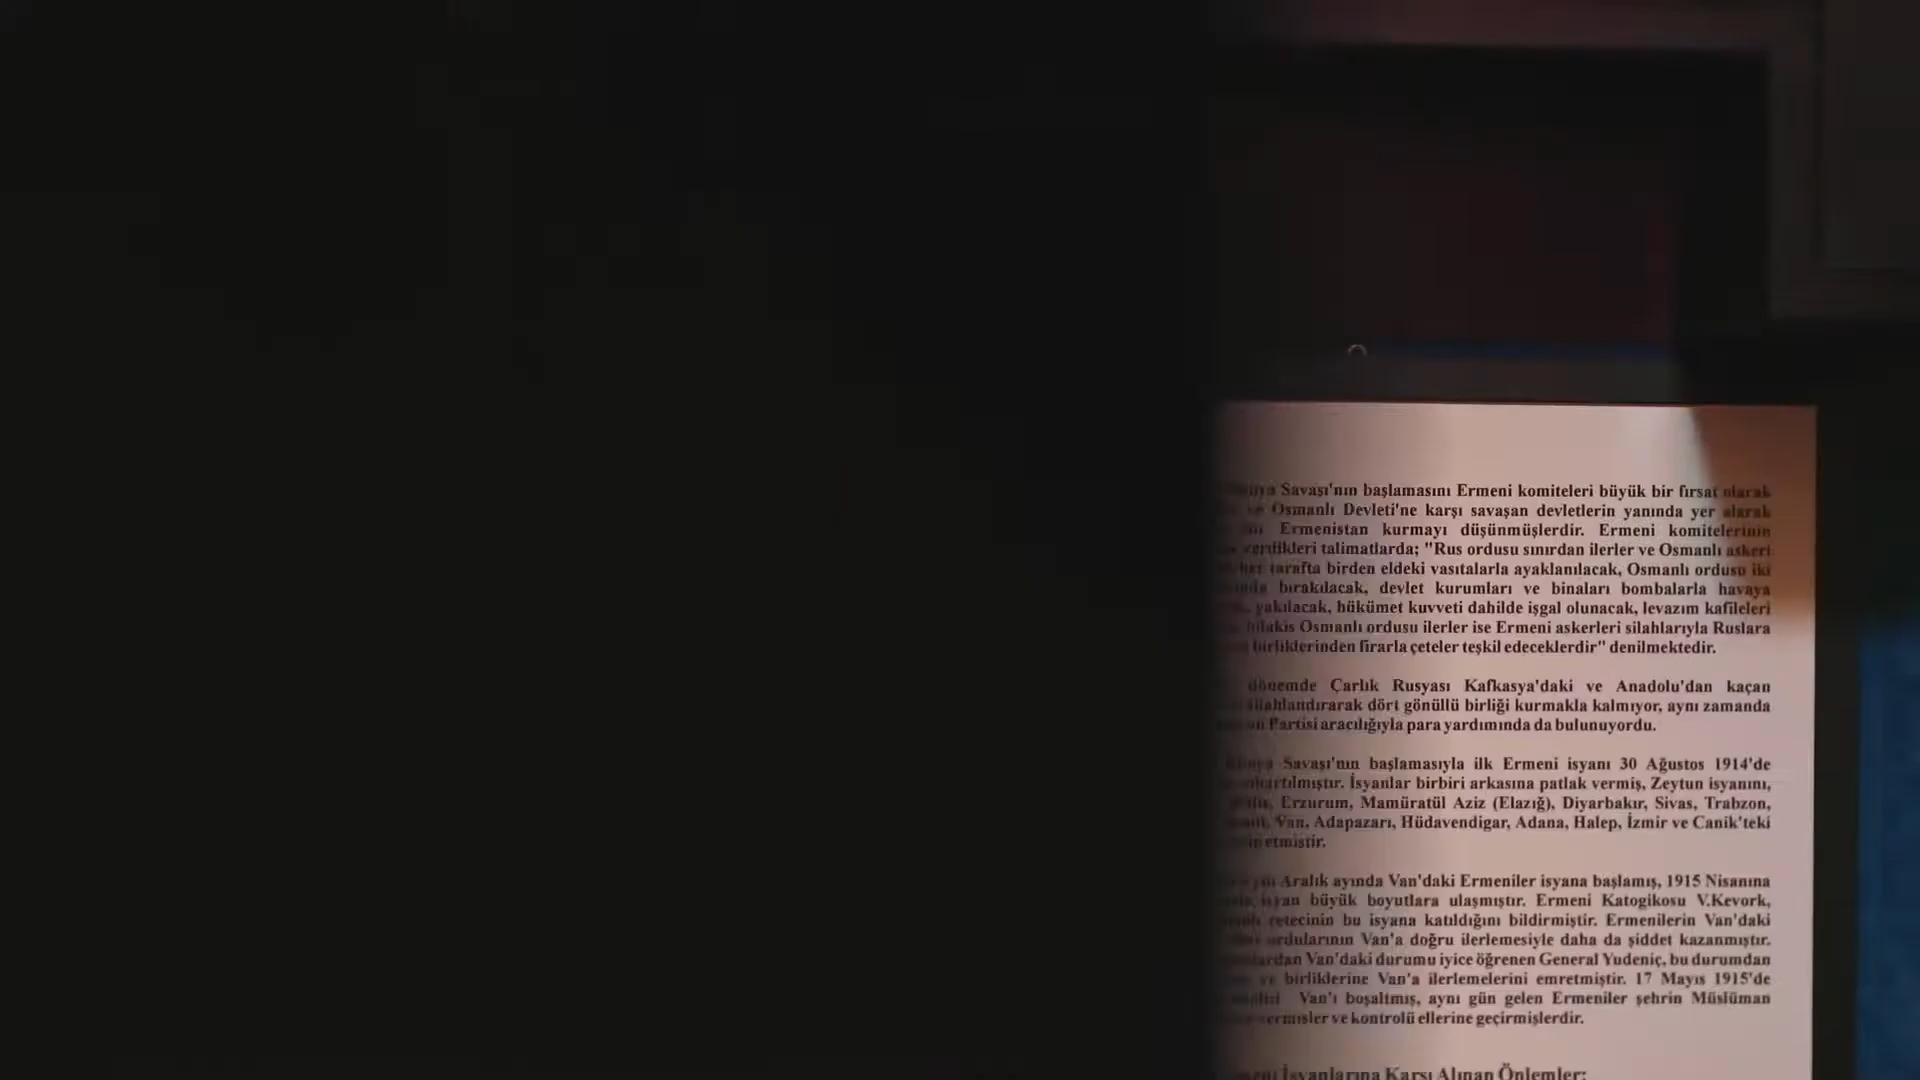 Savaşı'nın başlamasını Ermeni komiteleri büyük bir fırsat olarak
ve Osmanlı Devleti'ne karşı savaşan devletlerin yanında yer alarak
Ermenistan kurmayı düşünmüşlerdir. Ermeni komitelerinin
verdikleri talimatlarda; "Rus ordusu sınırdan ilerler ve Osmanlı askeri
her tarafta birden eldeki vasıtalarla ayaklanılacak, Osmanlı ordusu iki
bırakılacak, devlet kurumları ve binaları bombalarla havaya
yakılacak, hükümet kuvveti dahilde işgal olunacak, levazım kafileleri
bilakis Osmanlı ordusu ilerler ise Ermeni askerleri silahlarıyla Ruslara
birliklerinden firarla çeteler teşkil edeceklerdir" denilmektedir.
dönemde Çarlık Rusyası Kafkasya'daki ve Anadolu'dan kaçan
silahlandırarak dört gönüllü birliği kurmakla kalmıyor, aynı zamanda
Partisi aracılığıyla para yardımında da bulunuyordu.
Savaşı'nın başlamasıyla ilk Ermeni isyanı 30 Ağustos 1914'de
İsyanlar birbiri arkasına patlak vermiş, Zeytun isyanını,
Erzurum, Mamüratül Aziz (Elazığ), Diyarbakır, Sivas, Trabzon,
Van, Adapazarı, Hüdavendigar, Adana, Halep, İzmir ve Canik'teki
etmiştir.
Aralık ayında Van'daki Ermeniler isyana başlamış, 1915 Nisanına
isyan büyük boyutlara ulaşmıştır. Ermeni Katogikosu V.Kevork,
çetecinin bu isyana katıldığını bildirmiştir. Ermenilerin Van'daki
ordularının Van'a doğru ilerlemesiyle daha da şiddet kazanmıştır.
Van'daki durumu iyice öğrenen General Yudeniç, bu durumdan
ve birliklerine Van'a ilerlemelerini emretmiştir. 17 Mayıs 1915'de
Van'ı boşaltmış, aynı gün gelen Ermeniler şehrin Müslüman
vermişler ve kontrolü ellerine geçirmişlerdir.
İsyanlarına Karşı Alınan Önlemler: